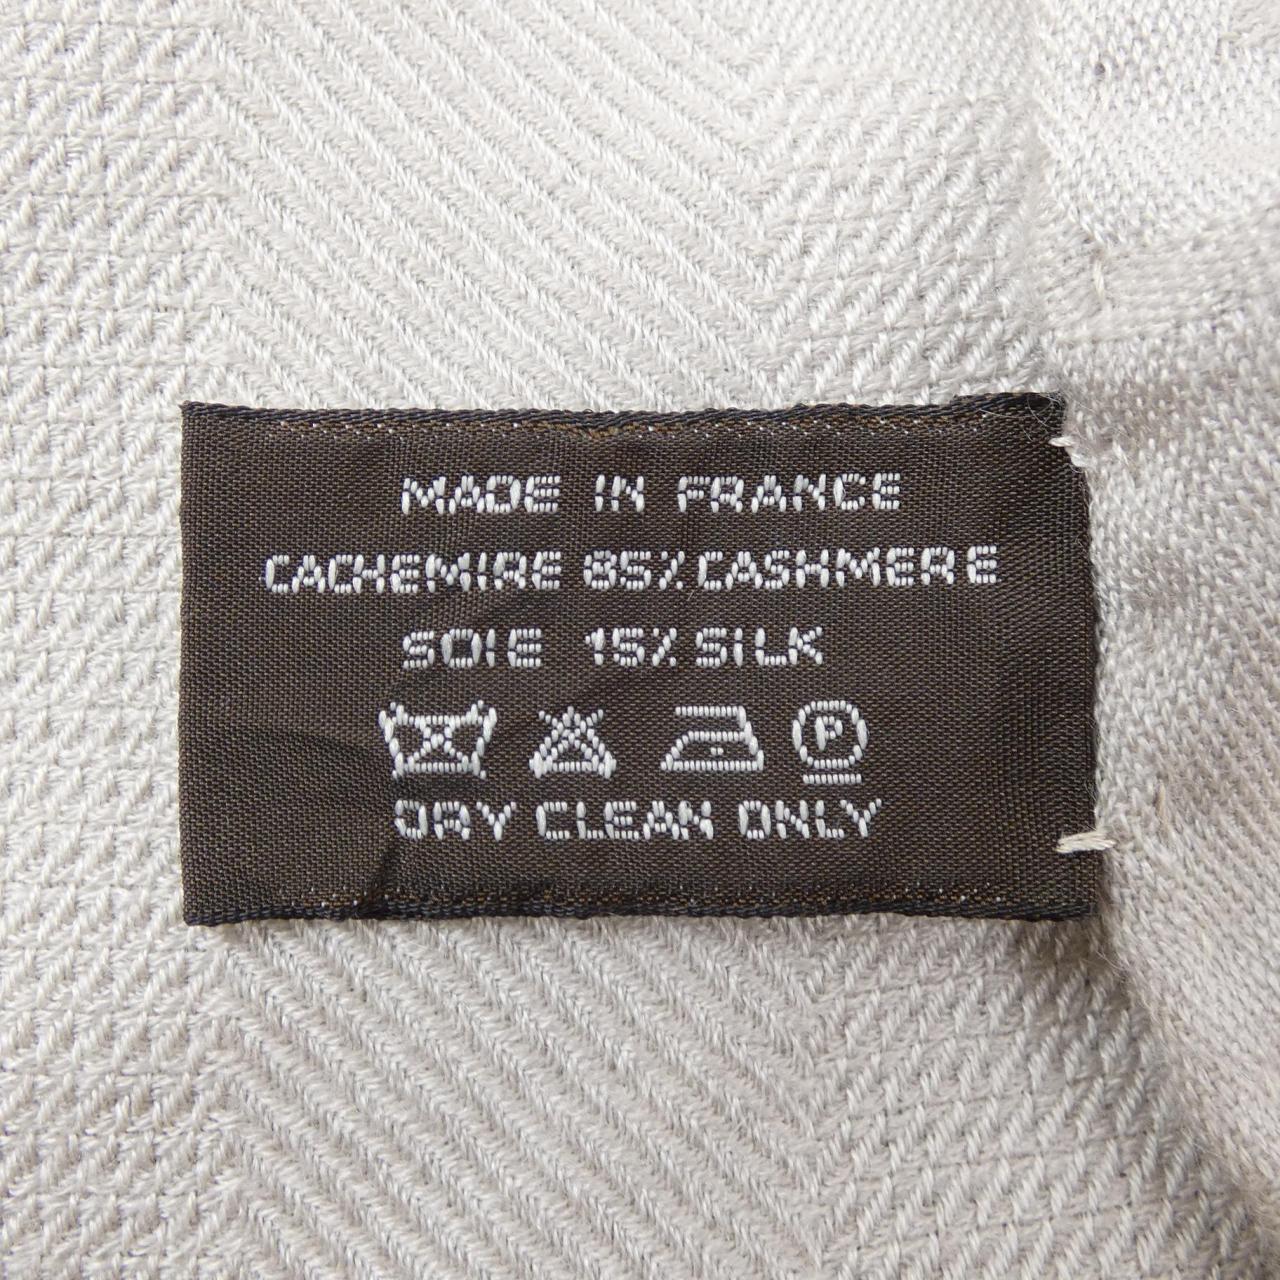 MADE IN FRANCE
CACHEMIRE 85% CASHMERE
SOIE 15% SILK
P
DRY CLEAN ONLY